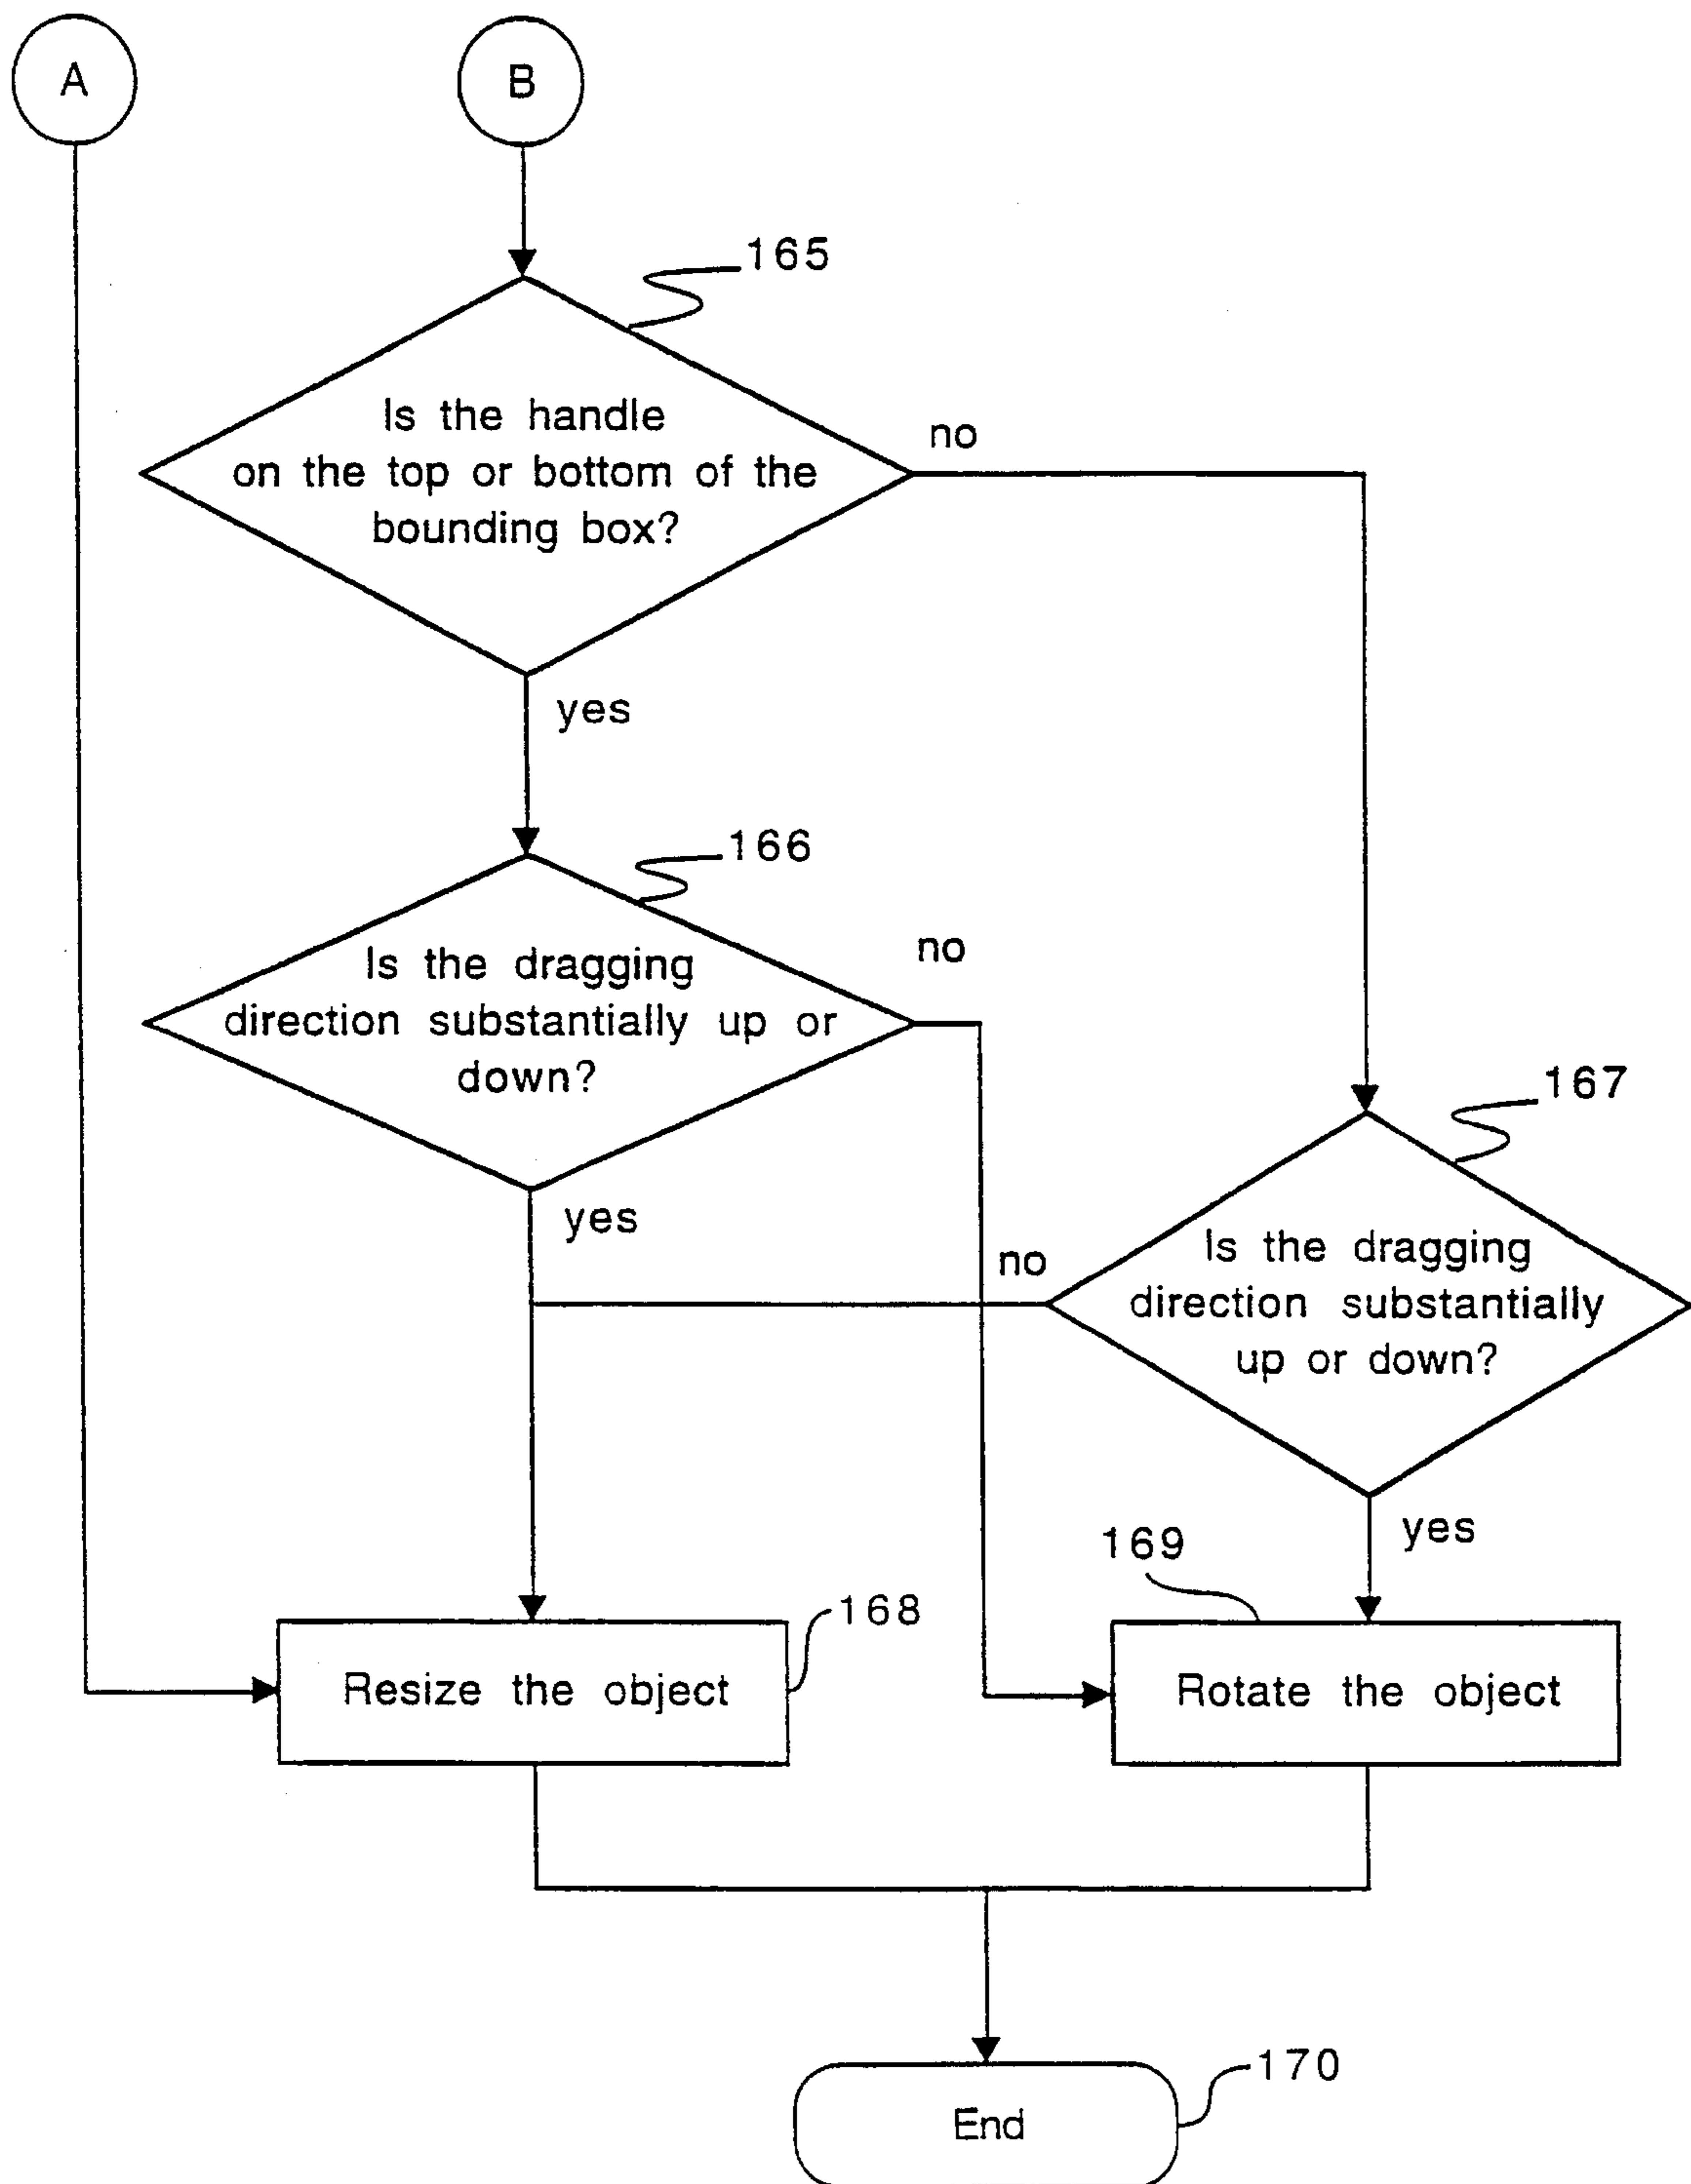 A
B
165
Is the handle
on the top or bottom of the
bounding box?
no
yes
166
Is the dragging
direction substantially up or
down?
no
yes
167
Is the dragging
direction substantially
up or down?
no
yes
168
Resize the object
169
Rotate the object
170
End